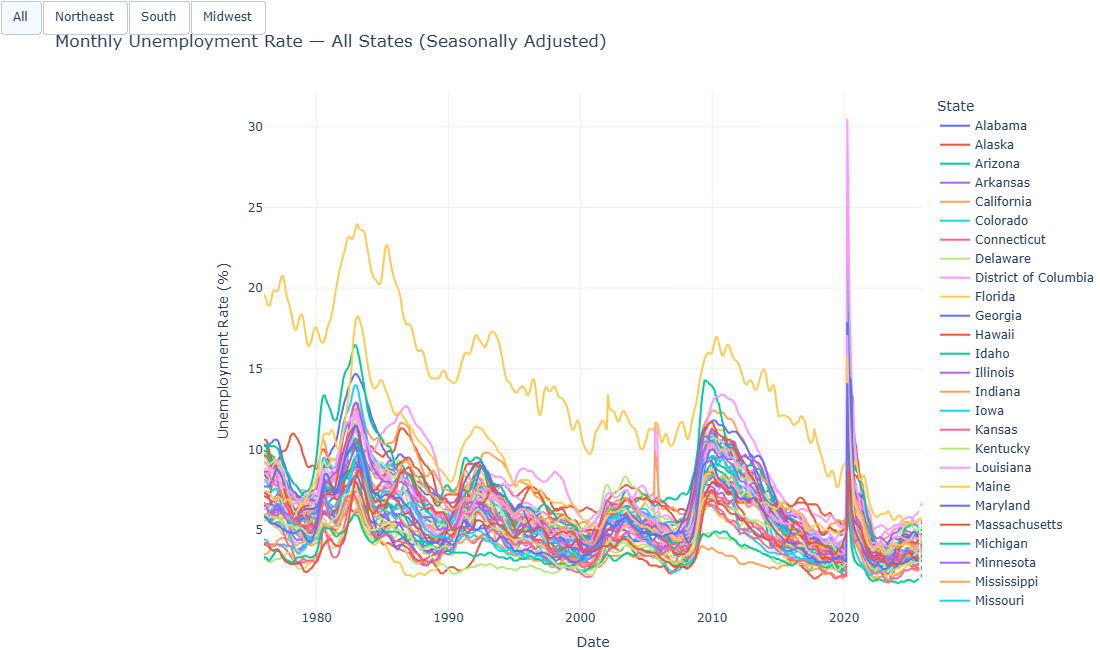 All Northeast South Midwest
Monthly Unemployment Rate — All States (Seasonally Adjusted)
State
Alabama
Alaska
Arizona
Arkansas
California
Colorado
Connecticut
Delaware
District of Columbia
Florida
Georgia
Hawaii
Idaho
Illinois
Indiana
Iowa
Kansas
Kentucky
Louisiana
Maine
Maryland
Massachusetts
Michigan
Minnesota
Mississippi
Missouri
30
25
20
15
10
5
Unemployment Rate (%)
1980 1990 2000 2010 2020
Date